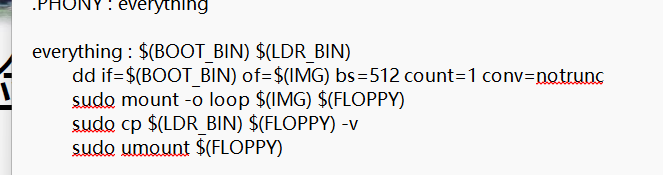 .PHONY : everything
everything : $(BOOT_BIN) $(LDR_BIN)
dd if=$(BOOT_BIN) of=$(IMG) bs=512 count=1 conv=notrunc
sudo mount -o loop $(IMG) $(FLOPPY)
sudo cp $(LDR_BIN) $(FLOPPY) -v
sudo umount $(FLOPPY)